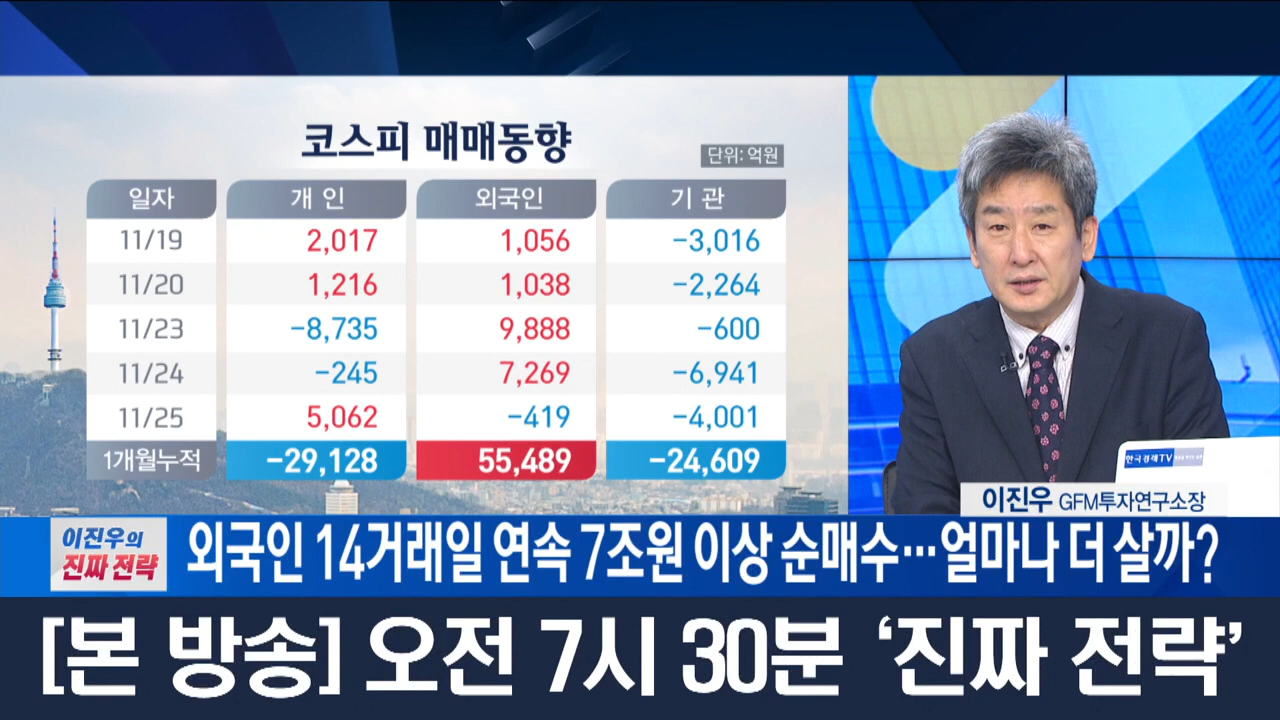 코스피 매매동향
단위: 억원
일자 개인 외국인 기관
11/19 2,017 1,056 -3,016
11/20 1,216 1,038 -2,264
11/23 -8,735 9,888 -600
11/24 -245 7,269 -6,941
11/25 5,062 -419 -4,001
1개월누적 -29,128 55,489 -24,609
한국경제TV
이진우 GFM투자연구소장
이진우의
진짜 전략
외국인 14거래일 연속 7조원 이상 순매수…얼마나 더 살까?
[본 방송] 오전 7시 30분 ‘진짜 전략’